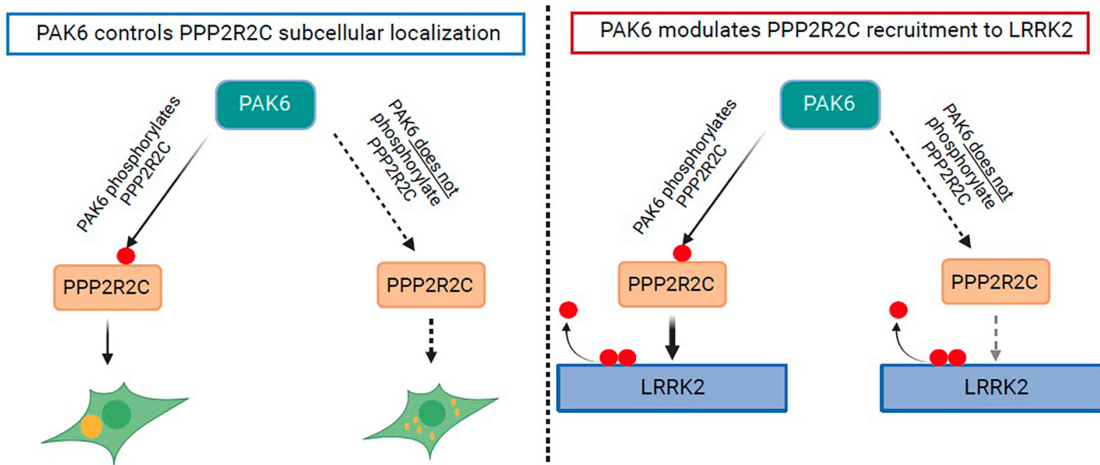 PAK6 controls PPP2R2C subcellular localization
PAK6
PAK6 phosphorylates
PPP2R2C
PAK6 does not
phosphorylate
PPP2R2C
PPP2R2C
PPP2R2C
PAK6 modulates PPP2R2C recruitment to LRRK2
PAK6
PAK6 phosphorylates
PPP2R2C
PAK6 does not
phosphorylate
PPP2R2C
PPP2R2C
PPP2R2C
LRRK2
LRRK2